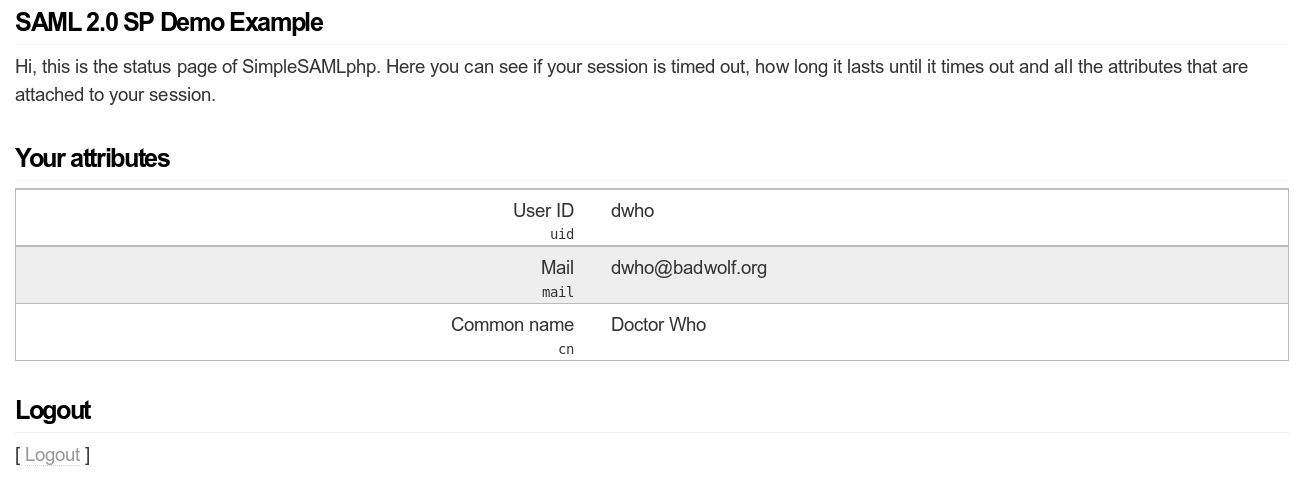 SAML 2.0 SP Demo Example
Hi, this is the status page of SimpleSAMLphp. Here you can see if your session is timed out, how long it lasts until it times out and all the attributes that are
attached to your session.
Your attributes
User ID dwho
uid
Mail dwho@badwolf.org
mail
Common name Doctor Who
cn
Logout
[ Logout ]